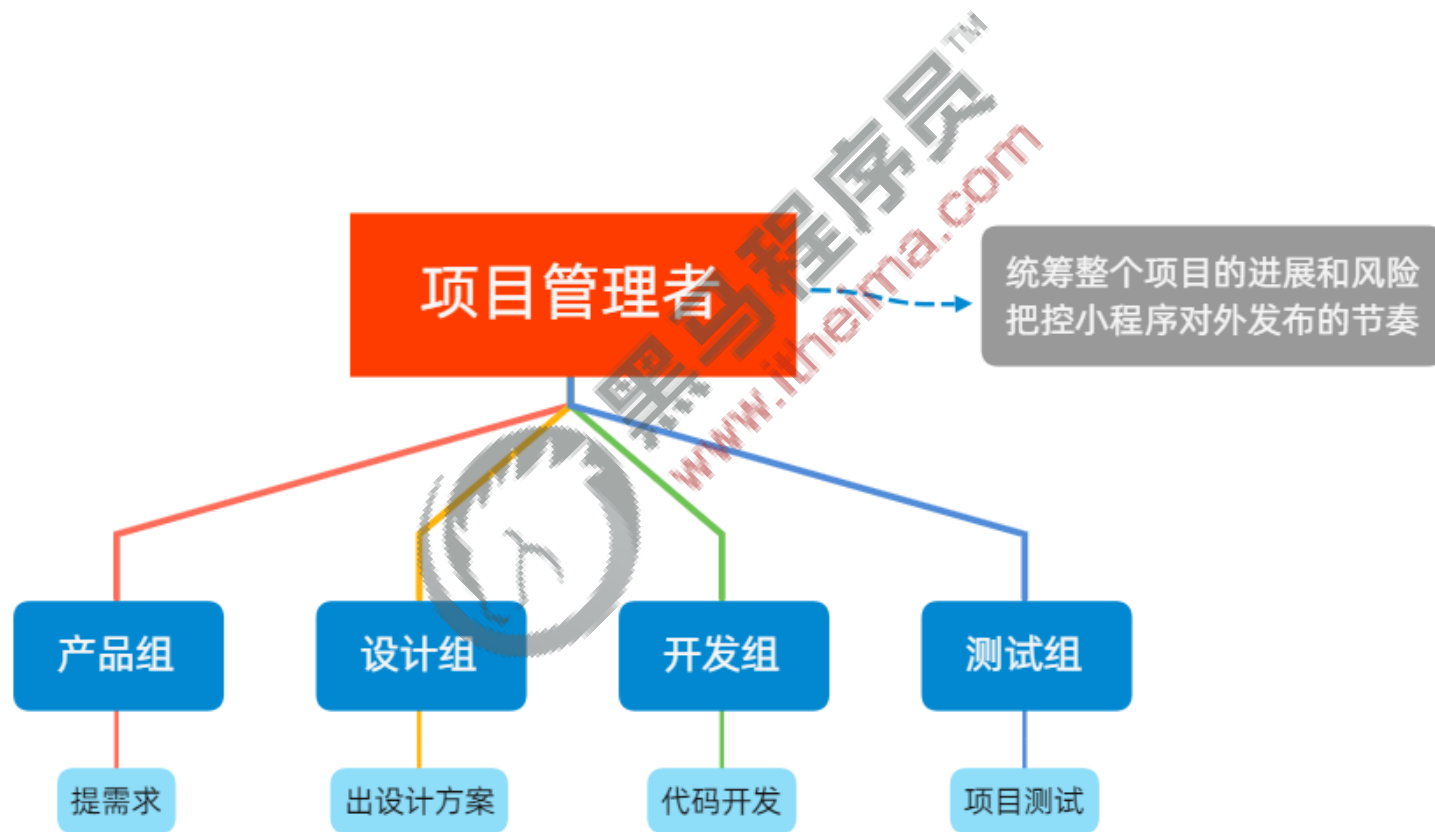 黑马程序员™
www.itheima.com
项目管理者
统筹整个项目的进展和风险
把控小程序对外发布的节奏
产品组
设计组
开发组
测试组
提需求
出设计方案
代码开发
项目测试